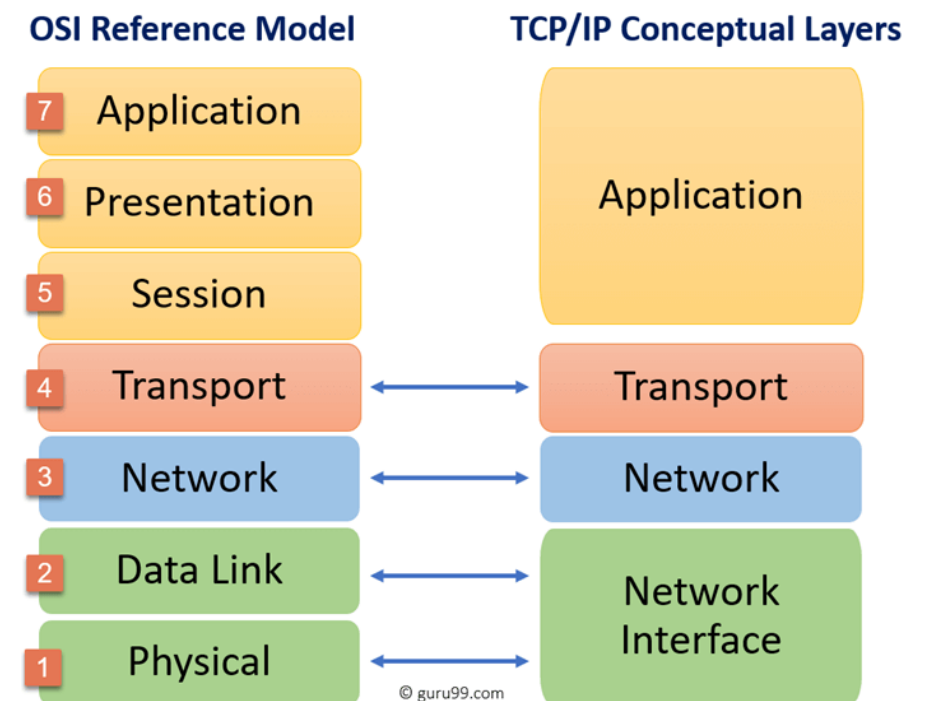 OSI Reference Model
TCP/IP Conceptual Layers
7
Application
6
Presentation
5
Session
4
Transport
3
Network
2
Data Link
1
Physical
Application
Transport
Network
Network
Interface
© guru99.com